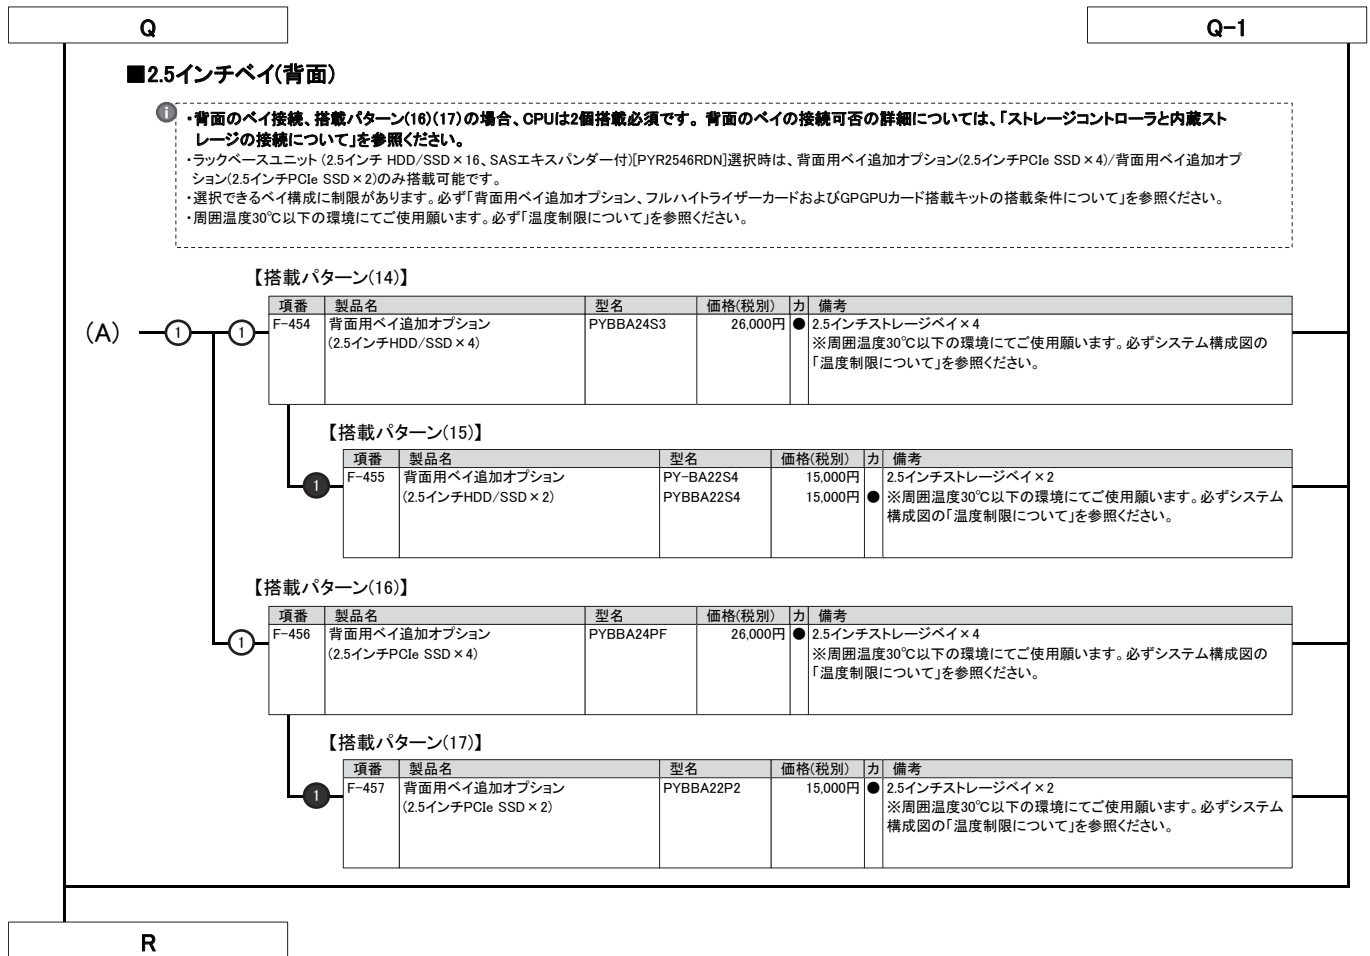 Q
Q-1
■2.5インチベイ(背面)
・背面のベイ接続、搭載パターン(16)(17)の場合、CPUは2個搭載必須です。背面のベイの接続可否の詳細については、「ストレージコントローラと内蔵スト
レージの接続について」を参照ください。
・ラックベースユニット (2.5インチ HDD/SSD×16、SASエキスパンダー付)[PYR2546RDN]選択時は、背面用ベイ追加オプション(2.5インチPCIe SSD×4)/背面用ベイ追加オプ
ション(2.5インチPCIe SSD×2)のみ搭載可能です。
・選択できるベイ構成に制限があります。必ず「背面用ベイ追加オプション、フルハイトライザーカードおよびGPGPUカード搭載キットの搭載条件について」を参照ください。
・周囲温度30℃以下の環境にてご使用願います。必ず「温度制限について」を参照ください。
【搭載パターン(14)】
項番 製品名 型名 価格(税別) カ 備考
(A) 1 1 F-454 背面用ベイ追加オプション PYBBA24S3 26,000円 ● 2.5インチストレージベイ×4
(2.5インチHDD/SSD×4) ※周囲温度30℃以下の環境にてご使用願います。必ずシステム構成図の
「温度制限について」を参照ください。
【搭載パターン(15)】
項番 製品名 型名 価格(税別) カ 備考
1 F-455 背面用ベイ追加オプション PY-BA22S4 15,000円 2.5インチストレージベイ×2
(2.5インチHDD/SSD×2) PYBBA22S4 15,000円 ● ※周囲温度30℃以下の環境にてご使用願います。必ずシステム
構成図の「温度制限について」を参照ください。
【搭載パターン(16)】
項番 製品名 型名 価格(税別) カ 備考
1 F-456 背面用ベイ追加オプション PYBBA24PF 26,000円 ● 2.5インチストレージベイ×4
(2.5インチPCIe SSD×4) ※周囲温度30℃以下の環境にてご使用願います。必ずシステム構成図の
「温度制限について」を参照ください。
【搭載パターン(17)】
項番 製品名 型名 価格(税別) カ 備考
1 F-457 背面用ベイ追加オプション PYBBA22P2 15,000円 ● 2.5インチストレージベイ×2
(2.5インチPCIe SSD×2) ※周囲温度30℃以下の環境にてご使用願います。必ずシステム
構成図の「温度制限について」を参照ください。
R